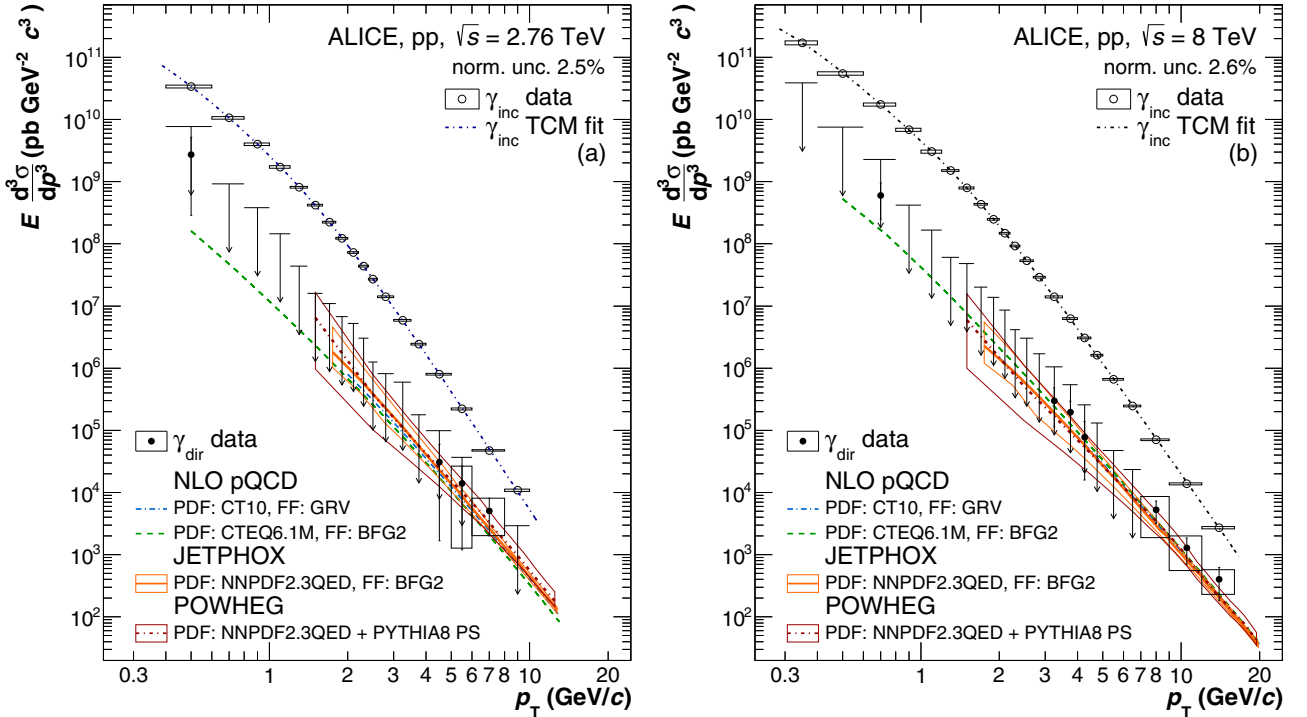 E d³σ/dp³ (pb GeV⁻² c³)
10¹¹
10¹⁰
10⁹
10⁸
10⁷
10⁶
10⁵
10⁴
10³
10²
ALICE, pp, √s = 2.76 TeV
norm. unc. 2.5%
γinc data
γinc TCM fit
(a)
γdir data
NLO pQCD
PDF: CT10, FF: GRV
PDF: CTEQ6.1M, FF: BFG2
JETPHOX
PDF: NNPDF2.3QED, FF: BFG2
POWHEG
PDF: NNPDF2.3QED + PYTHIA8 PS
0.3 1 2 3 4 5 6 7 10 20
pT (GeV/c)
E d³σ/dp³ (pb GeV⁻² c³)
10¹¹
10¹⁰
10⁹
10⁸
10⁷
10⁶
10⁵
10⁴
10³
10²
ALICE, pp, √s = 8 TeV
norm. unc. 2.6%
γinc data
γinc TCM fit
(b)
γdir data
NLO pQCD
PDF: CT10, FF: GRV
PDF: CTEQ6.1M, FF: BFG2
JETPHOX
PDF: NNPDF2.3QED, FF: BFG2
POWHEG
PDF: NNPDF2.3QED + PYTHIA8 PS
0.3 1 2 3 4 5 6 7 10 20
pT (GeV/c)